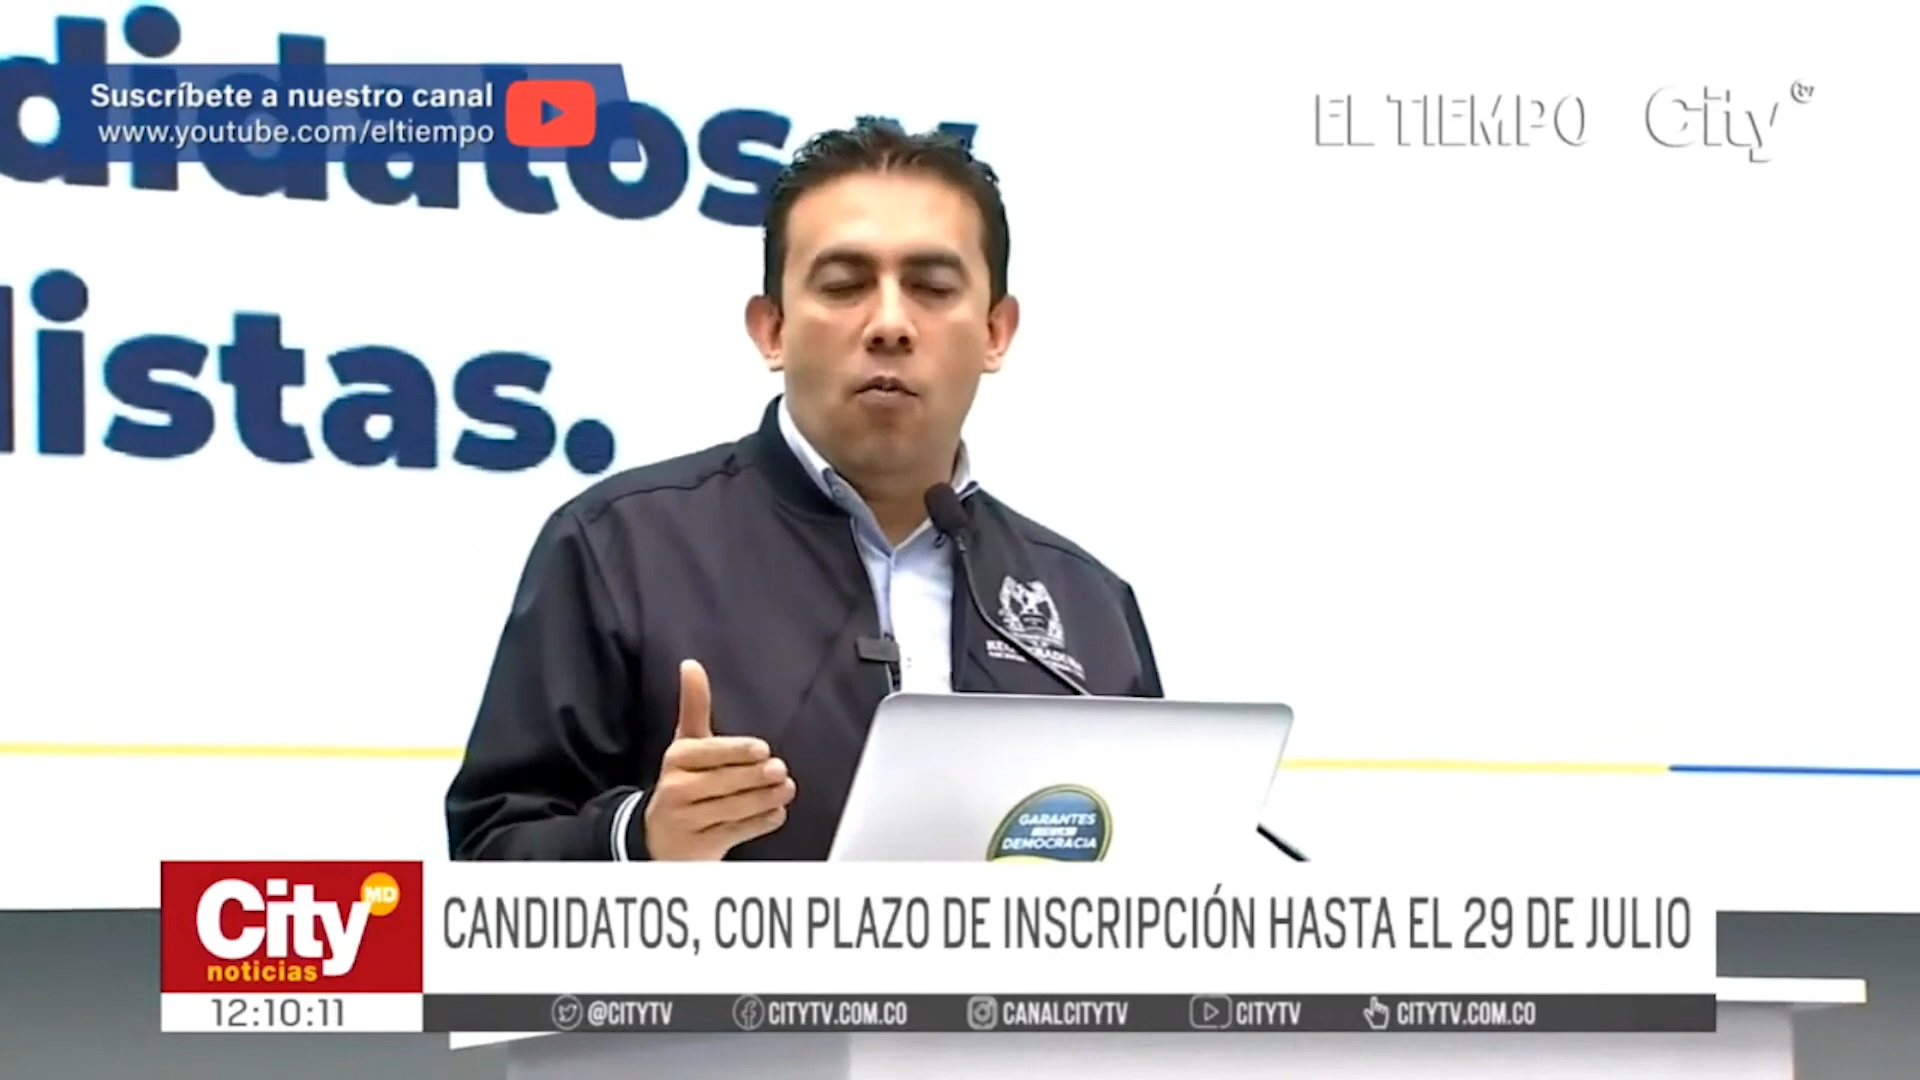 Suscríbete a nuestro canal
www.youtube.com/eltiempo
EL TIEMPO City tv
didatos y
listas.
GARANTES
DEMOCRACIA
City MD
noticias
CANDIDATOS, CON PLAZO DE INSCRIPCIÓN HASTA EL 29 DE JULIO
12:10:11
@CITYTV CITYTV.COM.CO CANALCITYTV CITYTV CITYTV.COM.CO